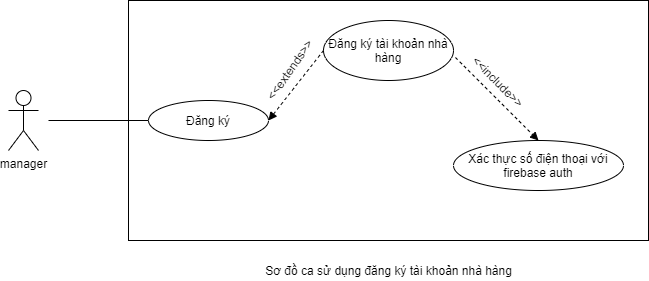 Đăng ký tài khoản nhà
hàng
<<extends>>
<<include>>
Đăng ký
manager
Xác thực số điện thoại với
firebase auth
Sơ đồ ca sử dụng đăng ký tài khoản nhà hàng